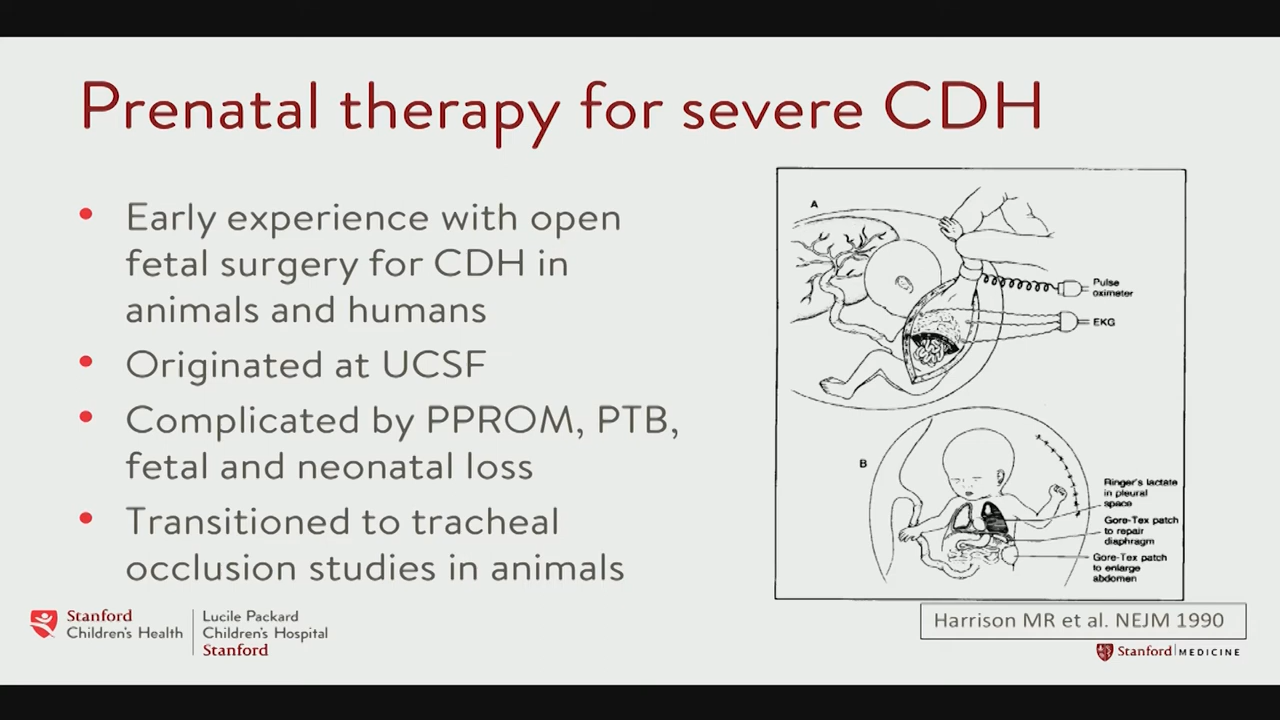 Prenatal therapy for severe CDH
• Early experience with open
fetal surgery for CDH in
animals and humans
• Originated at UCSF
• Complicated by PPROM, PTB,
fetal and neonatal loss
• Transitioned to tracheal
occlusion studies in animals
A
Pulse
oximeter
EKG
B
Ringer's lactate
in pleural
space
Gore-Tex patch
to repair
diaphragm
Gore-Tex patch
to enlarge
abdomen
Harrison MR et al. NEJM 1990
Stanford
Children's Health
Lucile Packard
Children's Hospital
Stanford
Stanford MEDICINE